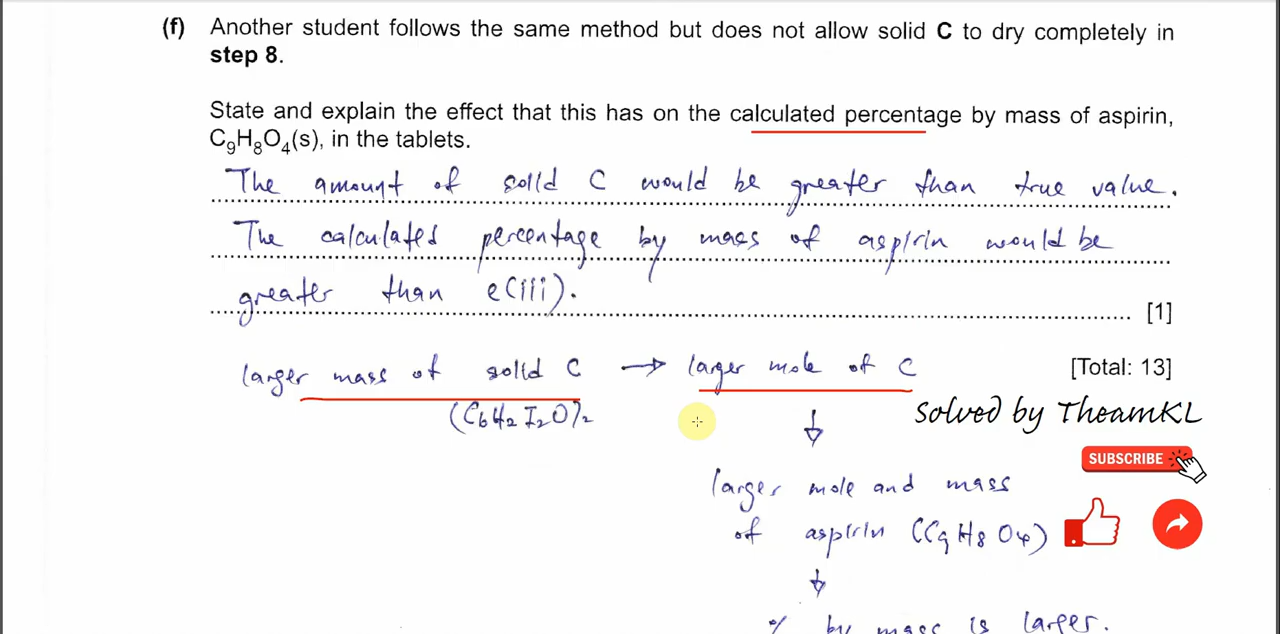 (f) Another student follows the same method but does not allow solid C to dry completely in
step 8.
State and explain the effect that this has on the calculated percentage by mass of aspirin,
C₉H₈O₄(s), in the tablets.
The amount of solid C would be greater than true value.
The calculated percentage by mass of aspirin would be
greater than e(iii).
[1]
larger mass of solid C → larger mole of C
[Total: 13]
(C₆H₂I₂O)₂
Solved by TheamKL
SUBSCRIBE
larger mole and mass
of aspirin (C₉H₈O₄)
% by mass is larger.